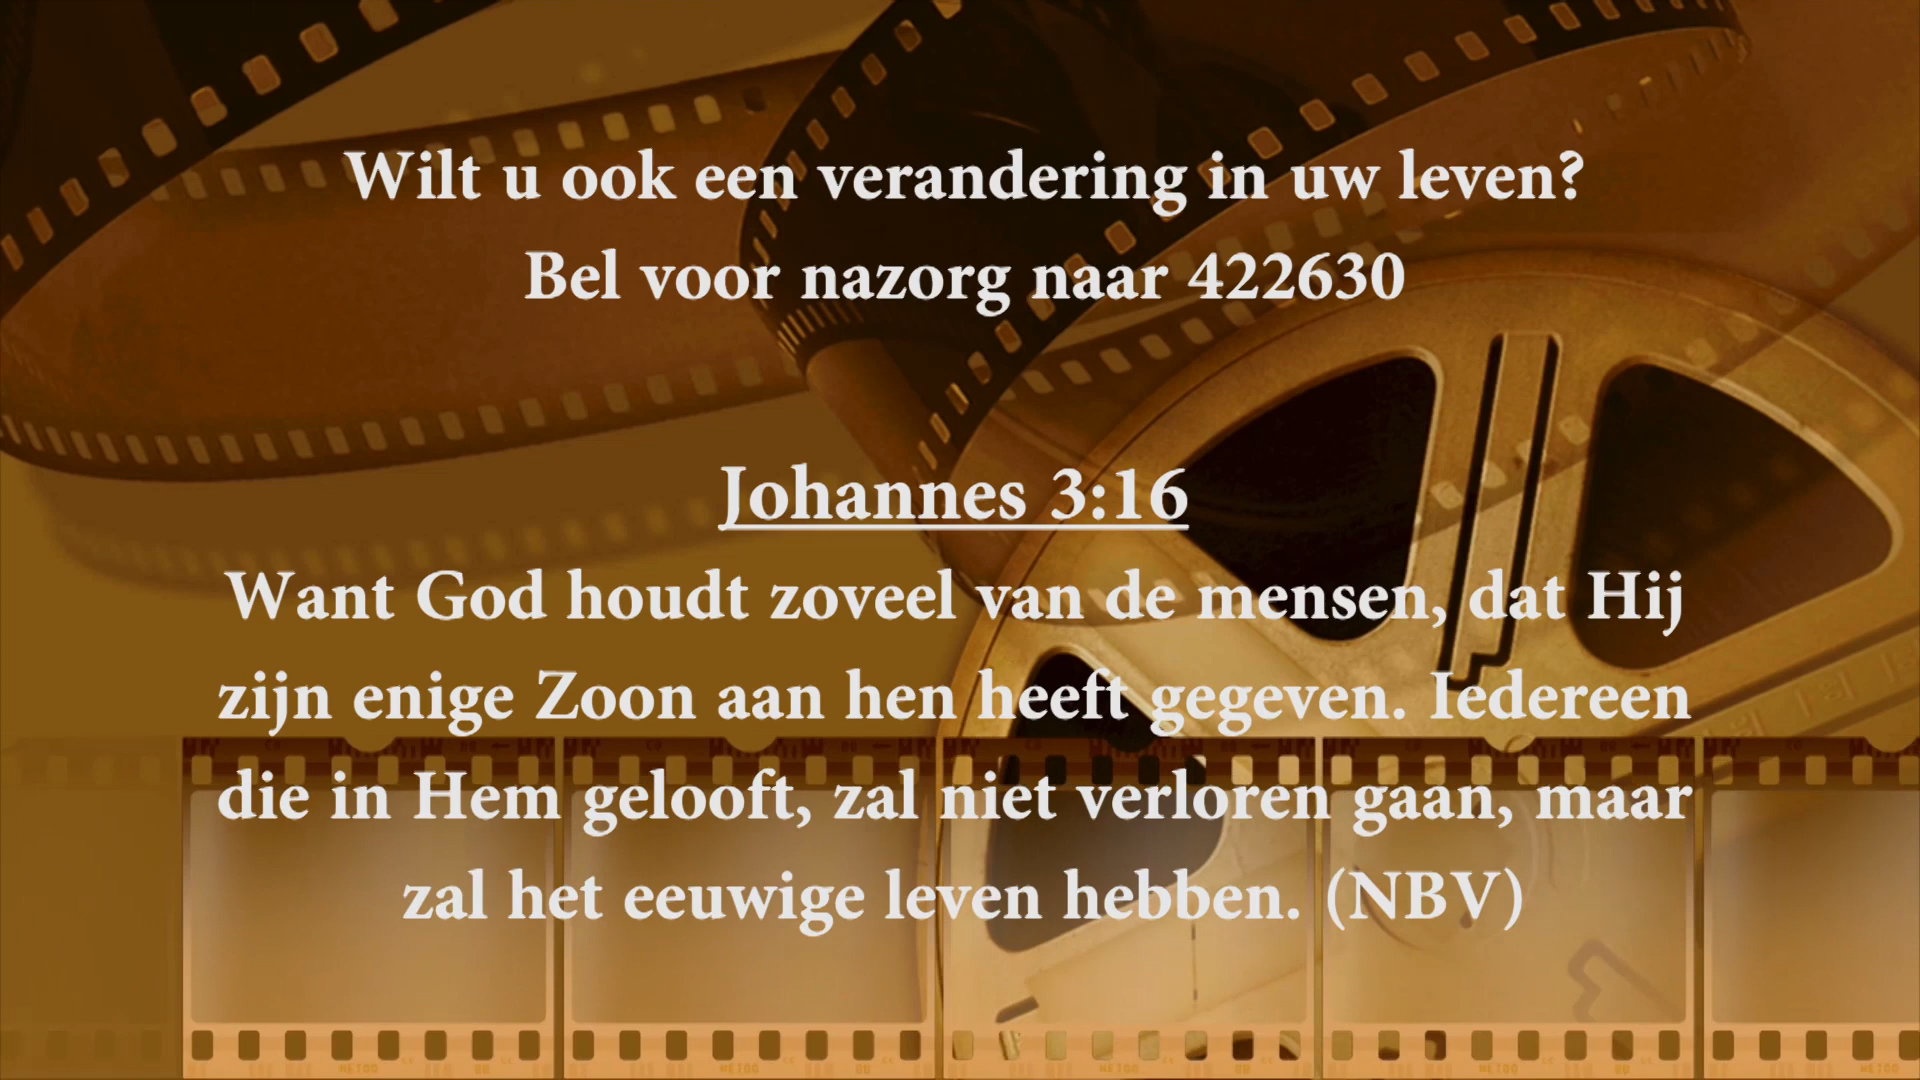 Wilt u ook een verandering in uw leven?
Bel voor nazorg naar 422630
Johannes 3:16
Want God houdt zoveel van de mensen, dat Hij
zijn enige Zoon aan hen heeft gegeven. Iedereen
die in Hem gelooft, zal niet verloren gaan, maar
zal het eeuwige leven hebben. (NBV)